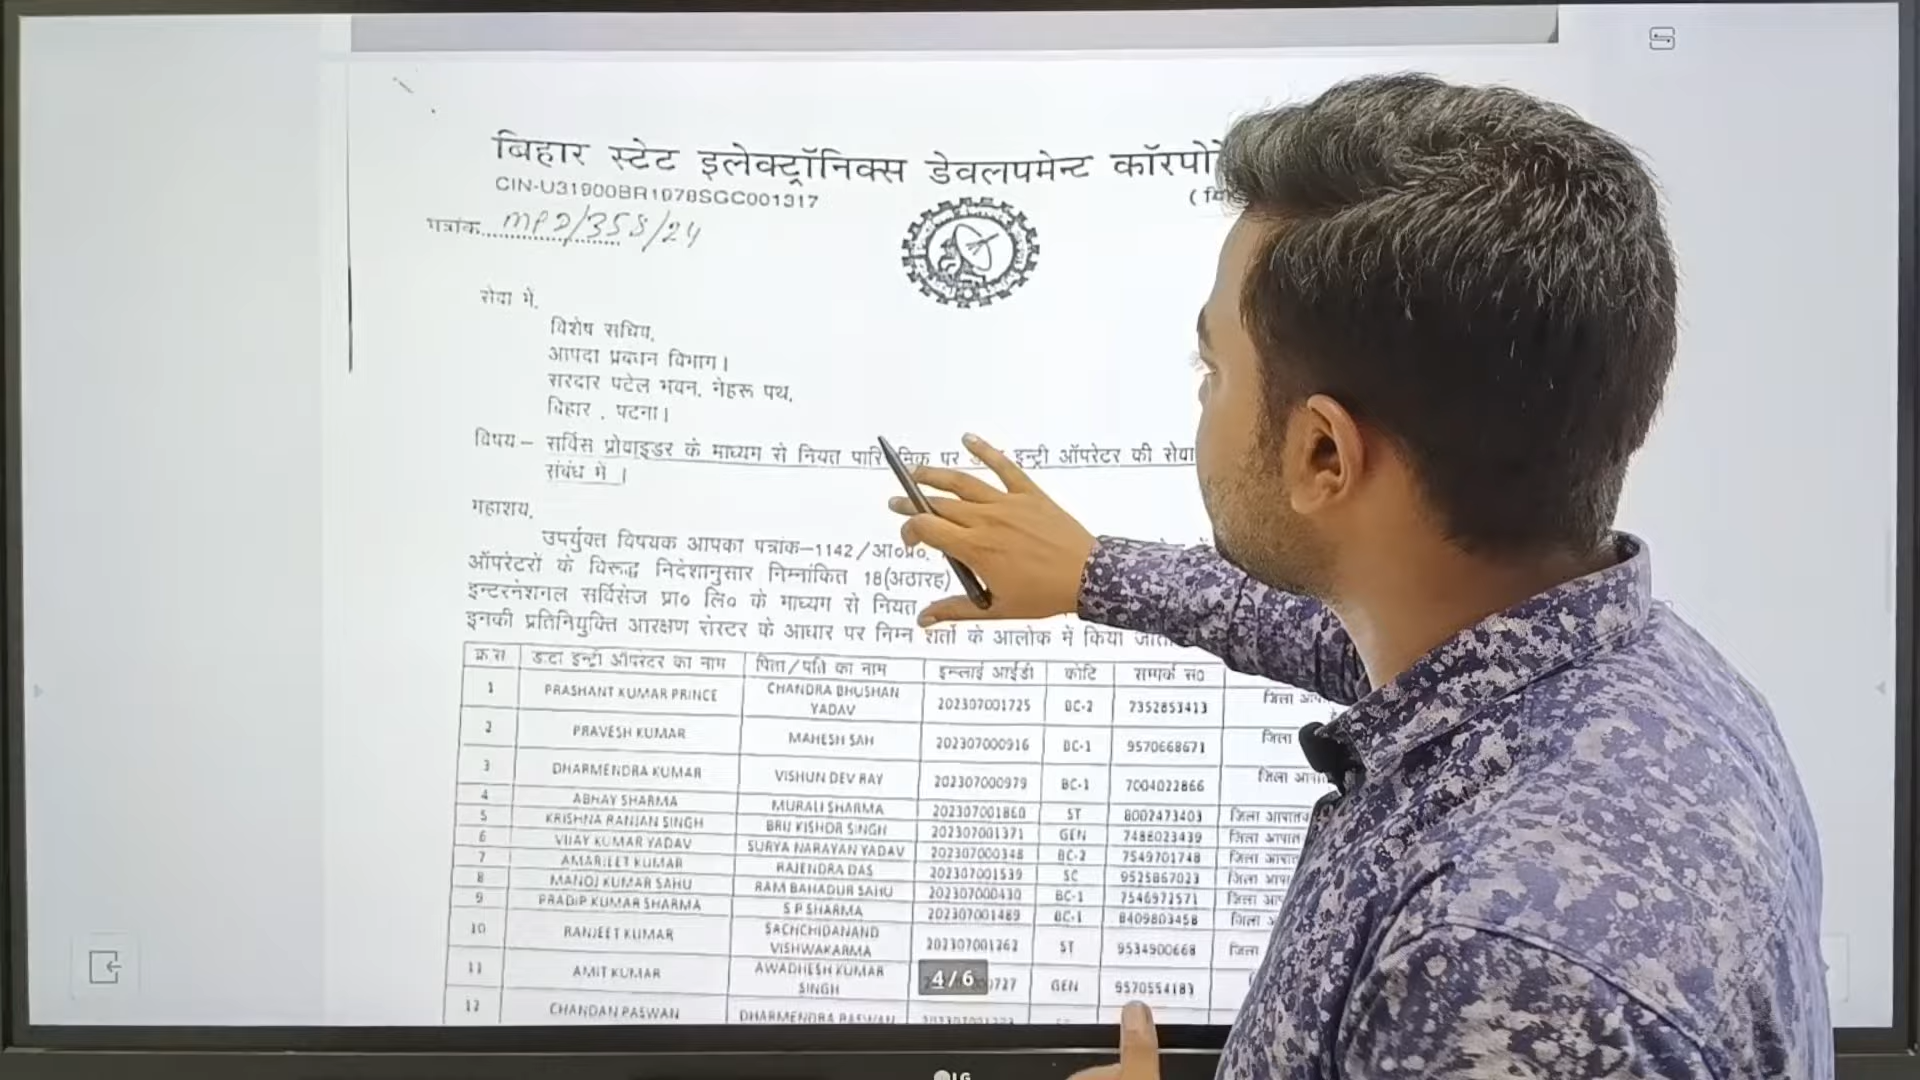 बिहार स्टेट इलेक्ट्रॉनिक्स डेवलपमेन्ट
CIN-U31900BR1978SGC001317
पत्रांक MPD/358/24
सेवा में,
विशेष सचिव,
आपदा प्रबंधन विभाग।
सरदार पटेल भवन, नेहरू पथ,
बिहार , पटना।
विषय– सर्विस प्रोवाइडर के माध्यम से नियत पर इन्ट्री ऑपरेटर की सेवा
संबंध में ।
महाशय,
उपर्युक्त विषयक आपका पत्रांक–1142/आ०प्र०,
ऑपरेटरों के विरूद्ध निदेशानुसार निम्नांकित 18(अठारह)
इन्टरनेशनल सर्विसेज प्रा० लि० के माध्यम से नियत
इनकी प्रतिनियुक्ति आरक्षण रोस्टर के आधार पर निम्न शर्तो के आलोक में किया
क्र.स डाटा इन्ट्री ऑपरेटर का नाम पिता/पति का नाम इम्प्लाई आईडी कोटि सम्पर्क सं०
1 PRASHANT KUMAR PRINCE CHANDRA BHUSHAN YADAV 202307001725 BC-2 7352853413 जिला
2 PRAVESH KUMAR MAHESH SAH 202307000916 BC-1 9570668671 जिला
3 DHARMENDRA KUMAR VISHUN DEV RAY 202307000979 BC-1 7004022866 जिला
4 ABHAY SHARMA MURALI SHARMA 202307001860 ST 8002473403 जिला
5 KRISHNA RANJAN SINGH BRIJ KISHOR SINGH 202307001371 GEN 7488023439 जिला
6 VIJAY KUMAR YADAV SURYA NARAYAN YADAV 202307000348 BC-2 7549701748 जिला
7 AMARJEET KUMAR RAJENDRA DAS 202307001539 SC 9525867023 जिला
8 MANOJ KUMAR SAHU RAM BAHADUR SAHU 202307000430 BC-1 7546972571 जिला
9 PRADIP KUMAR SHARMA S P SHARMA 202307001489 BC-1 8409803458 जिला
10 RANJEET KUMAR SACHCHIDANAND VISHWAKARMA 202307001262 ST 9534900668 जिला
11 AMIT KUMAR AWADHESH KUMAR SINGH GEN 9570554183
4/6
12 CHANDAN PASWAN DHARMENDRA PASWAN
LG